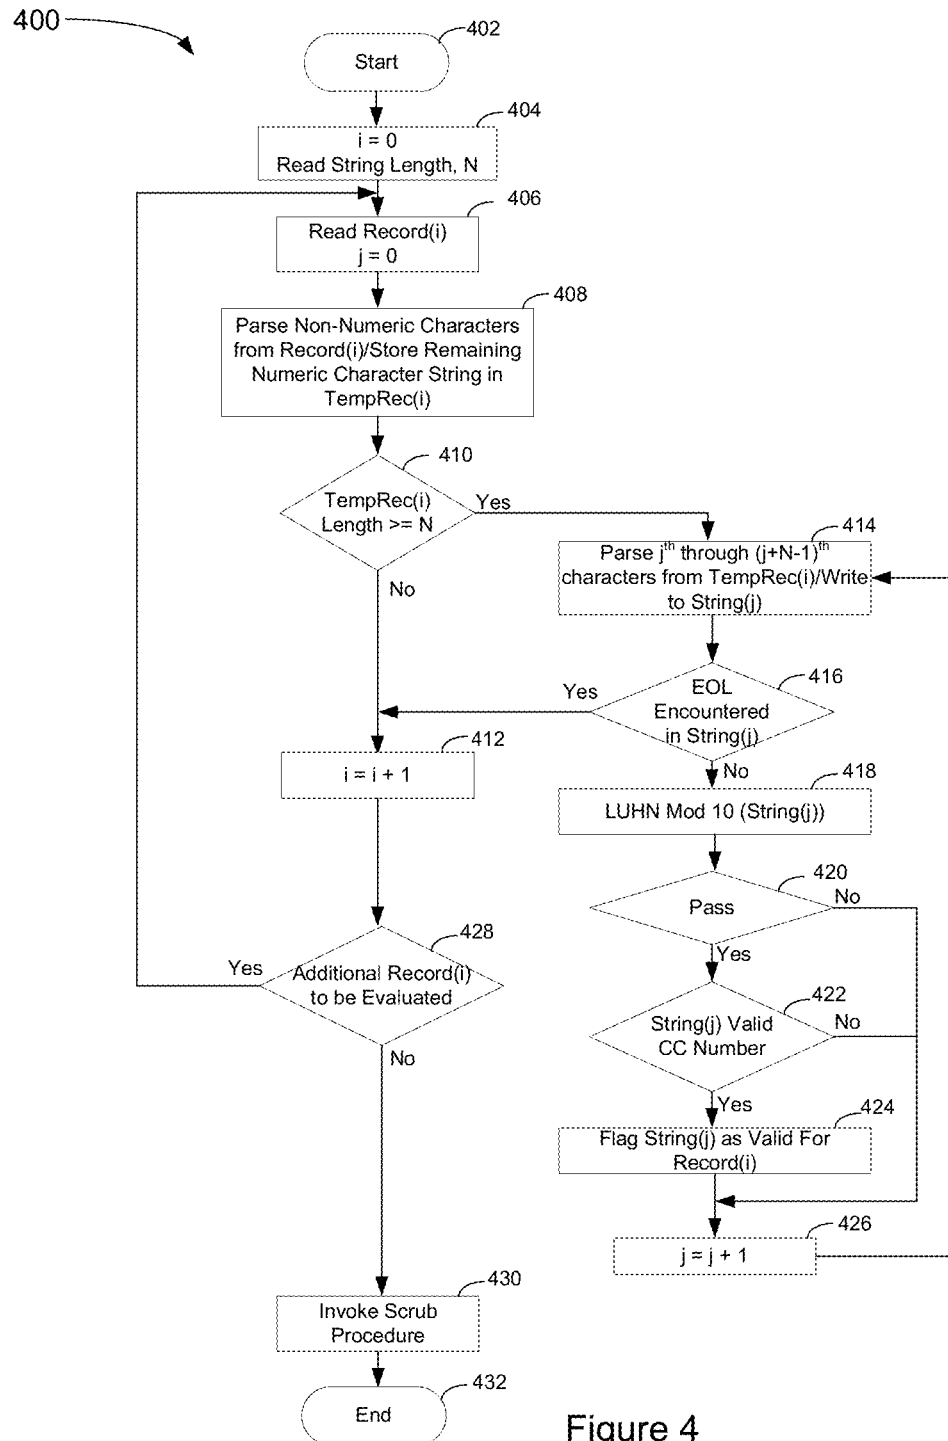 400
402
Start
404
i = 0
Read String Length, N
406
Read Record(i)
j = 0
408
Parse Non-Numeric Characters
from Record(i)/Store Remaining
Numeric Character String in
TempRec(i)
410
TempRec(i)
Length >= N
Yes
No
414
Parse jth through (j+N-1)th
characters from TempRec(i)/Write
to String(j)
416
EOL
Encountered
in String(j)
Yes
No
412
i = i + 1
418
LUHN Mod 10 (String(j))
420
Pass
No
Yes
428
Additional Record(i)
to be Evaluated
Yes
No
422
String(j) Valid
CC Number
No
Yes
424
Flag String(j) as Valid For
Record(i)
426
j = j + 1
430
Invoke Scrub
Procedure
432
End
Figure 4